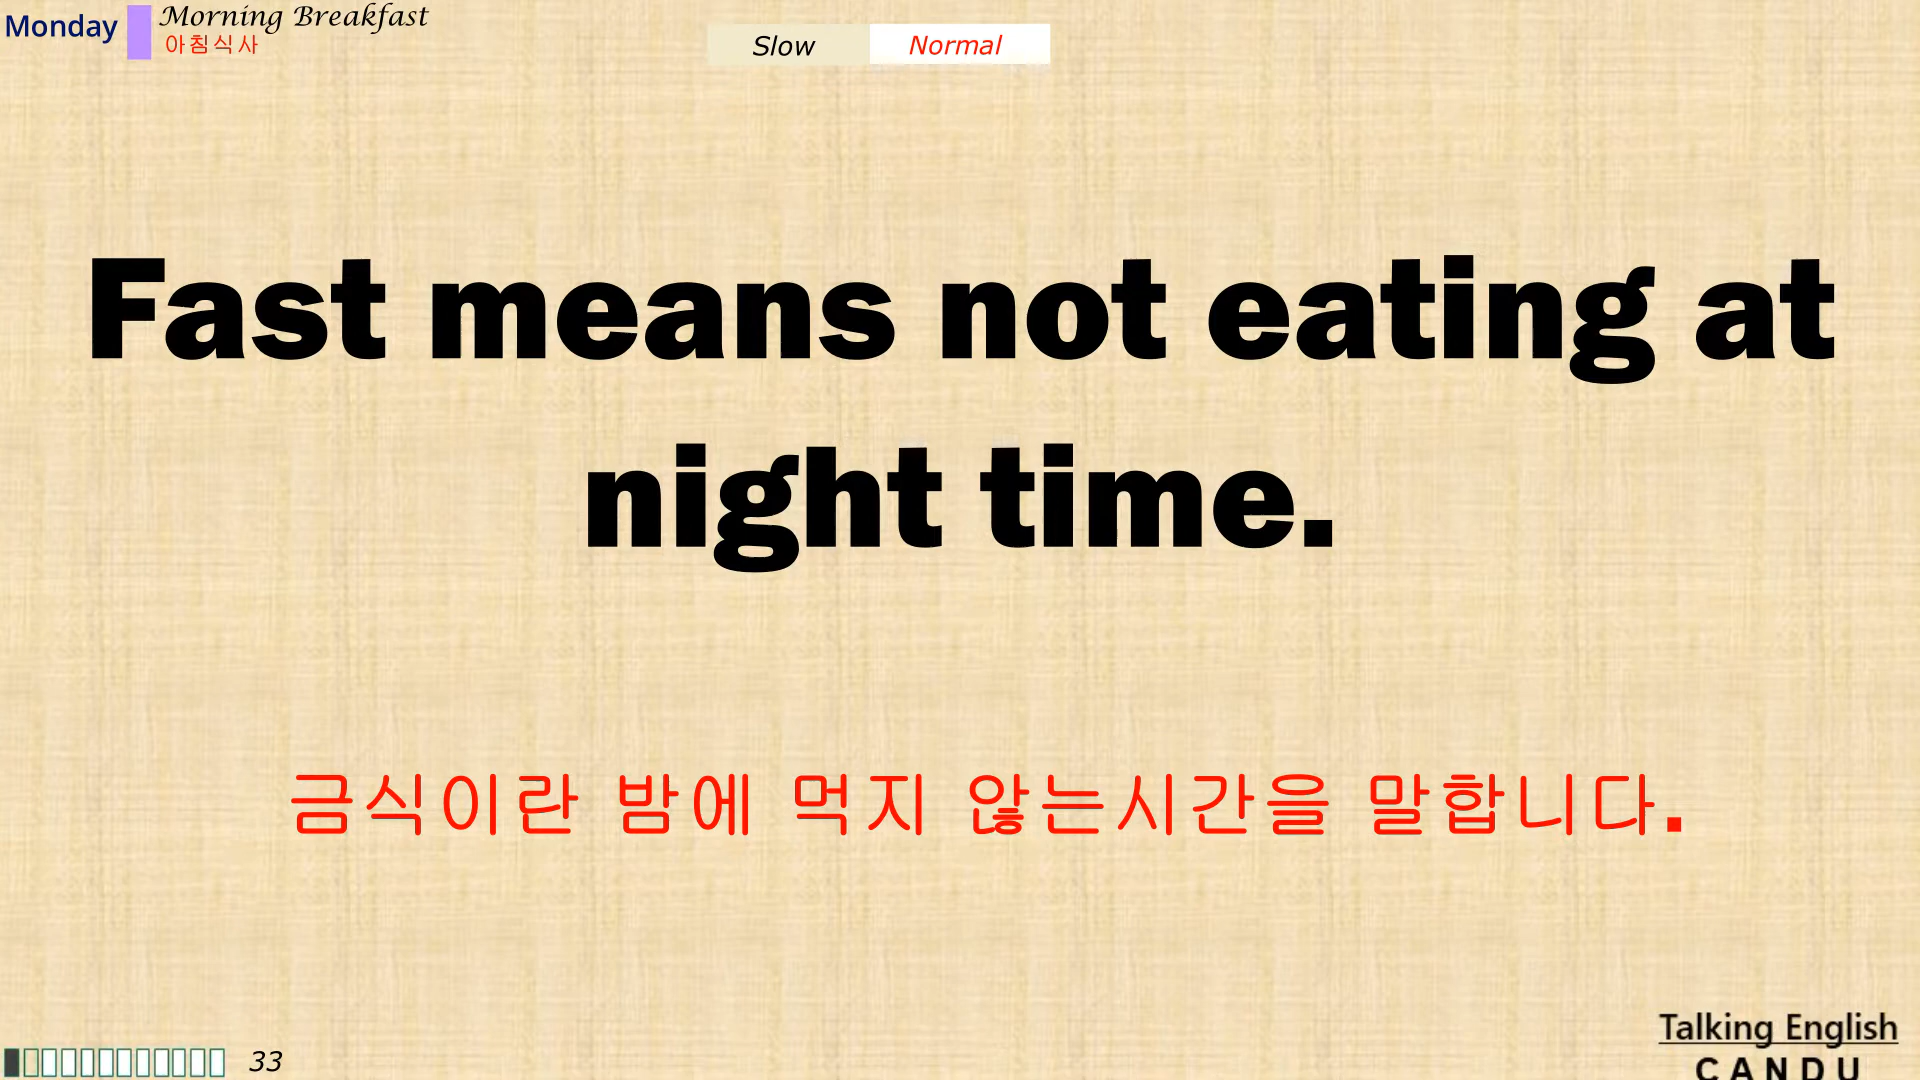 Monday
Morning Breakfast
아침식사
Slow
Normal
Fast means not eating at
night time.
금식이란 밤에 먹지 않는시간을 말합니다.
33
Talking English
CANDU